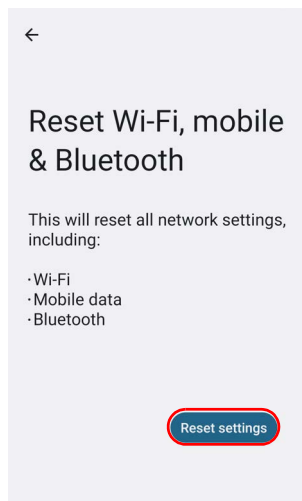 Reset Wi-Fi, mobile
& Bluetooth
This will reset all network settings,
including:
·Wi-Fi
·Mobile data
·Bluetooth
Reset settings